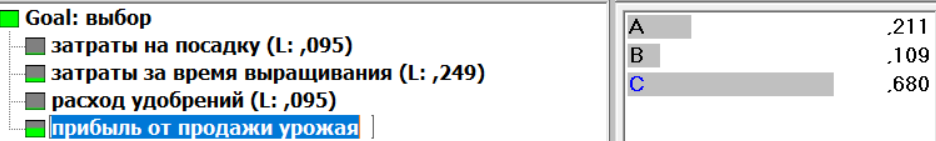 Goal: выбор
затраты на посадку (L: ,095)
затраты за время выращивания (L: ,249)
расход удобрений (L: ,095)
прибыль от продажи урожая
A ,211
B ,109
C ,680